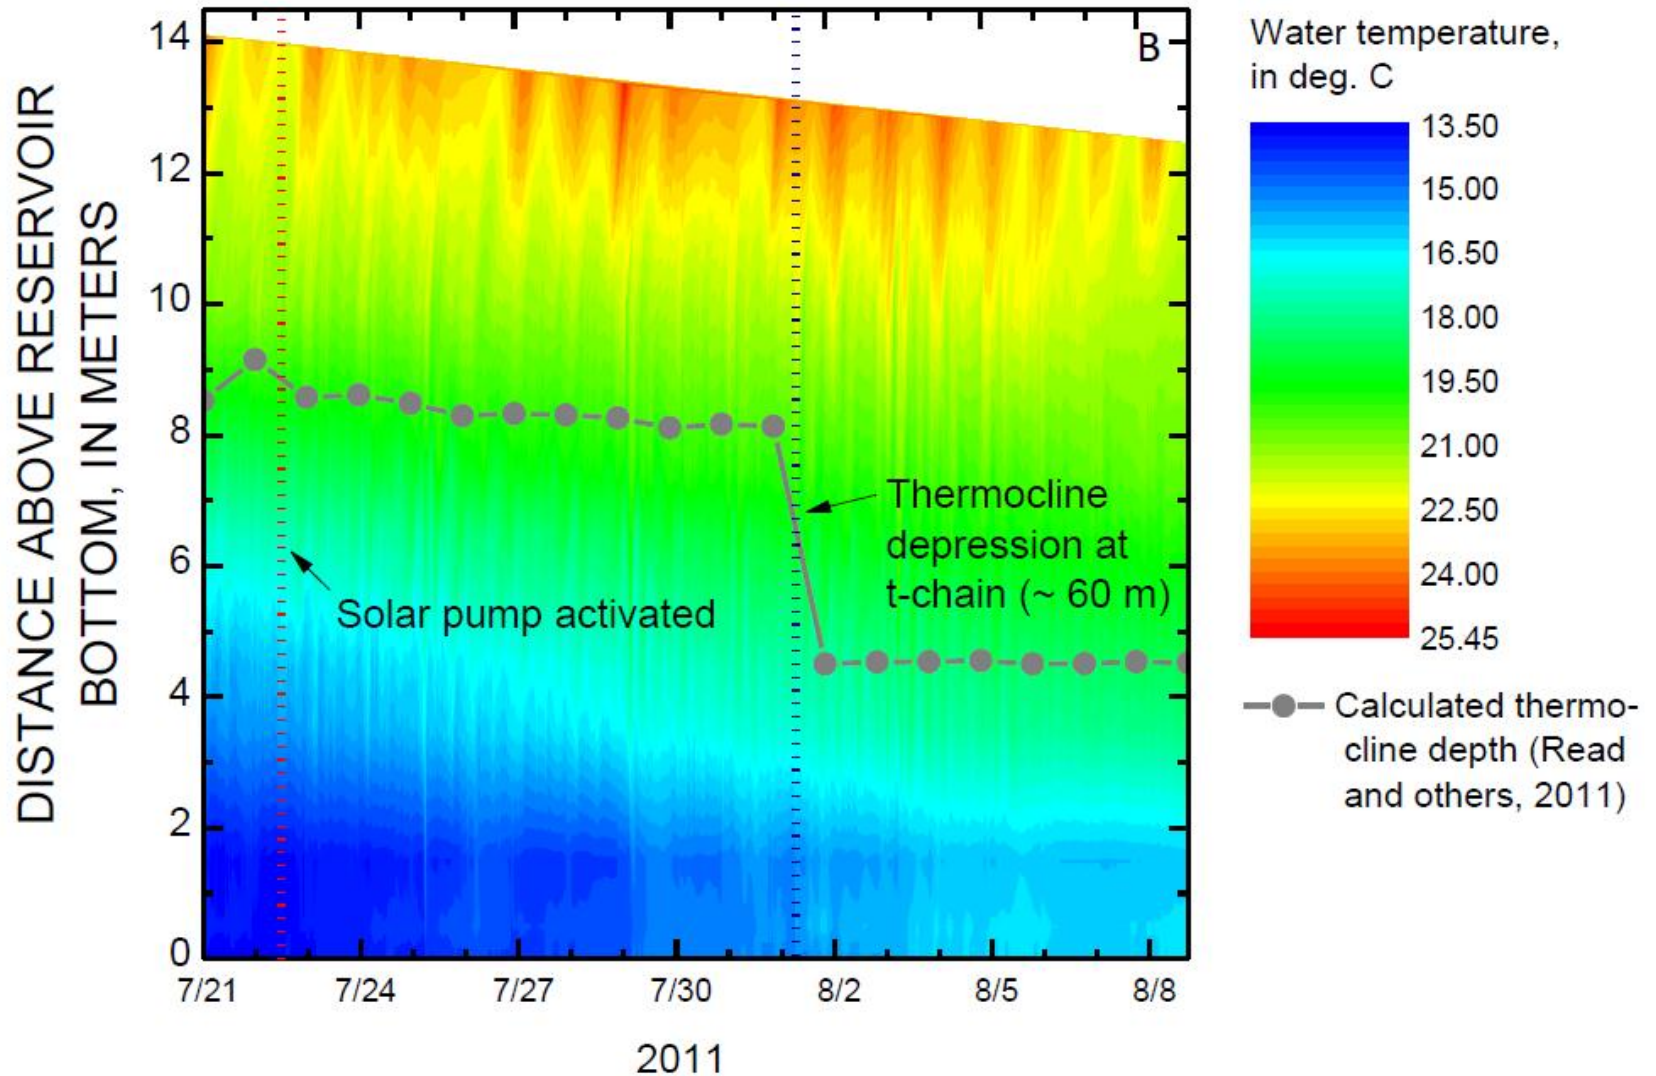 DISTANCE ABOVE RESERVOIR
BOTTOM, IN METERS
14
12
10
8
6
4
2
0
B
Solar pump activated
Thermocline
depression at
t-chain (~ 60 m)
7/21
7/24
7/27
7/30
8/2
8/5
8/8
2011
Water temperature,
in deg. C
13.50
15.00
16.50
18.00
19.50
21.00
22.50
24.00
25.45
Calculated thermo-
cline depth (Read
and others, 2011)